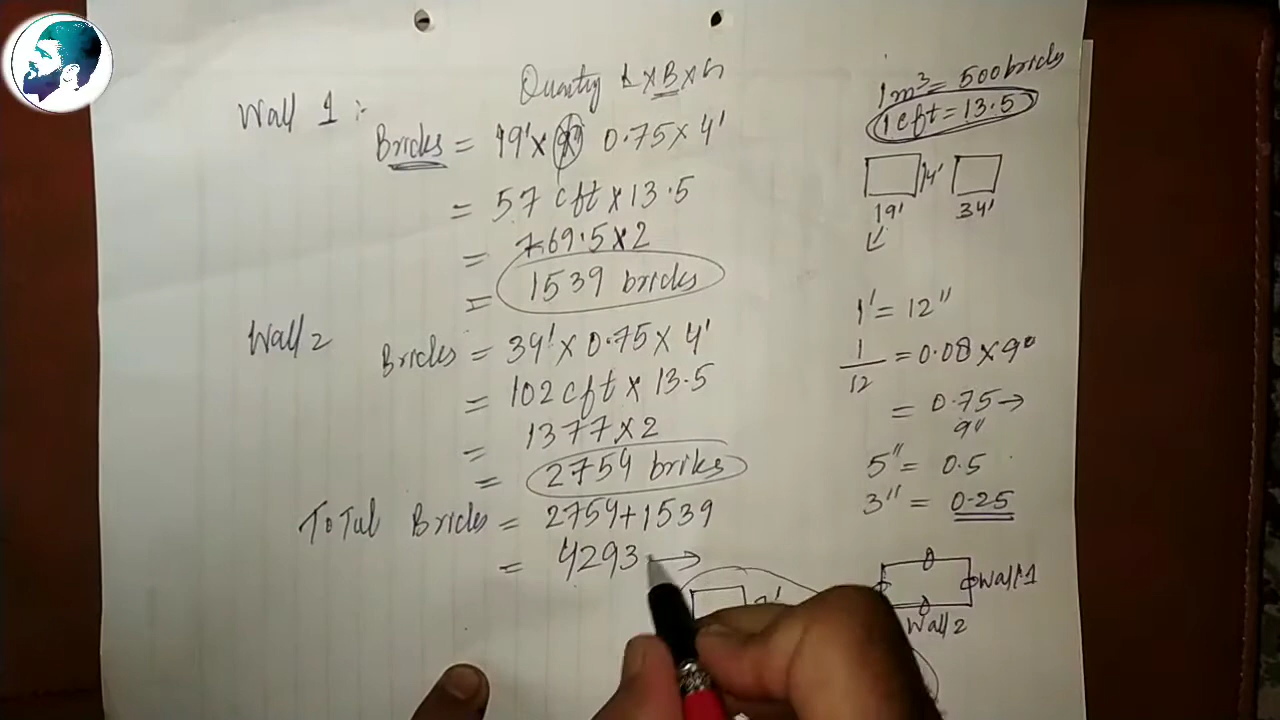 Quantity L x B x h
Wall 1 :-
Bricks = 19' x 0.75 x 4'
= 57 cft x 13.5
= 769.5 x 2
= 1539 bricks
Wall 2
Bricks = 34' x 0.75 x 4'
= 102 cft x 13.5
= 1377 x 2
= 2754 briks
ToTal Bricks = 2754 + 1539
= 4293 →
1 m³ = 500 bricks
1 cft = 13.5
4'
19' 34'
1' = 12"
1/12 = 0.08 x 9"
= 0.75 →
9"
5" = 0.5
3" = 0.25
Wall 1
Wall 2